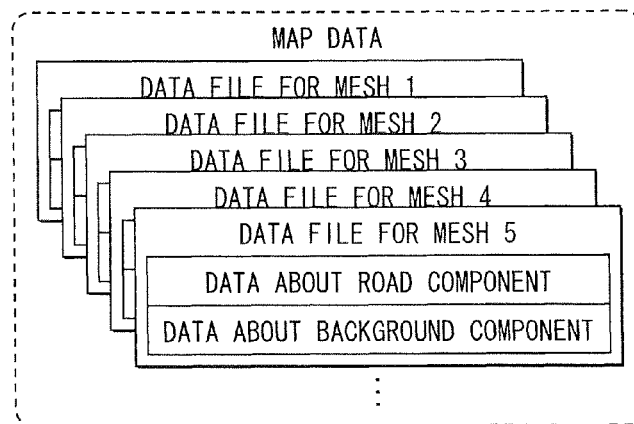 MAP DATA
DATA FILE FOR MESH 1
DATA FILE FOR MESH 2
DATA FILE FOR MESH 3
DATA FILE FOR MESH 4
DATA FILE FOR MESH 5
DATA ABOUT ROAD COMPONENT
DATA ABOUT BACKGROUND COMPONENT